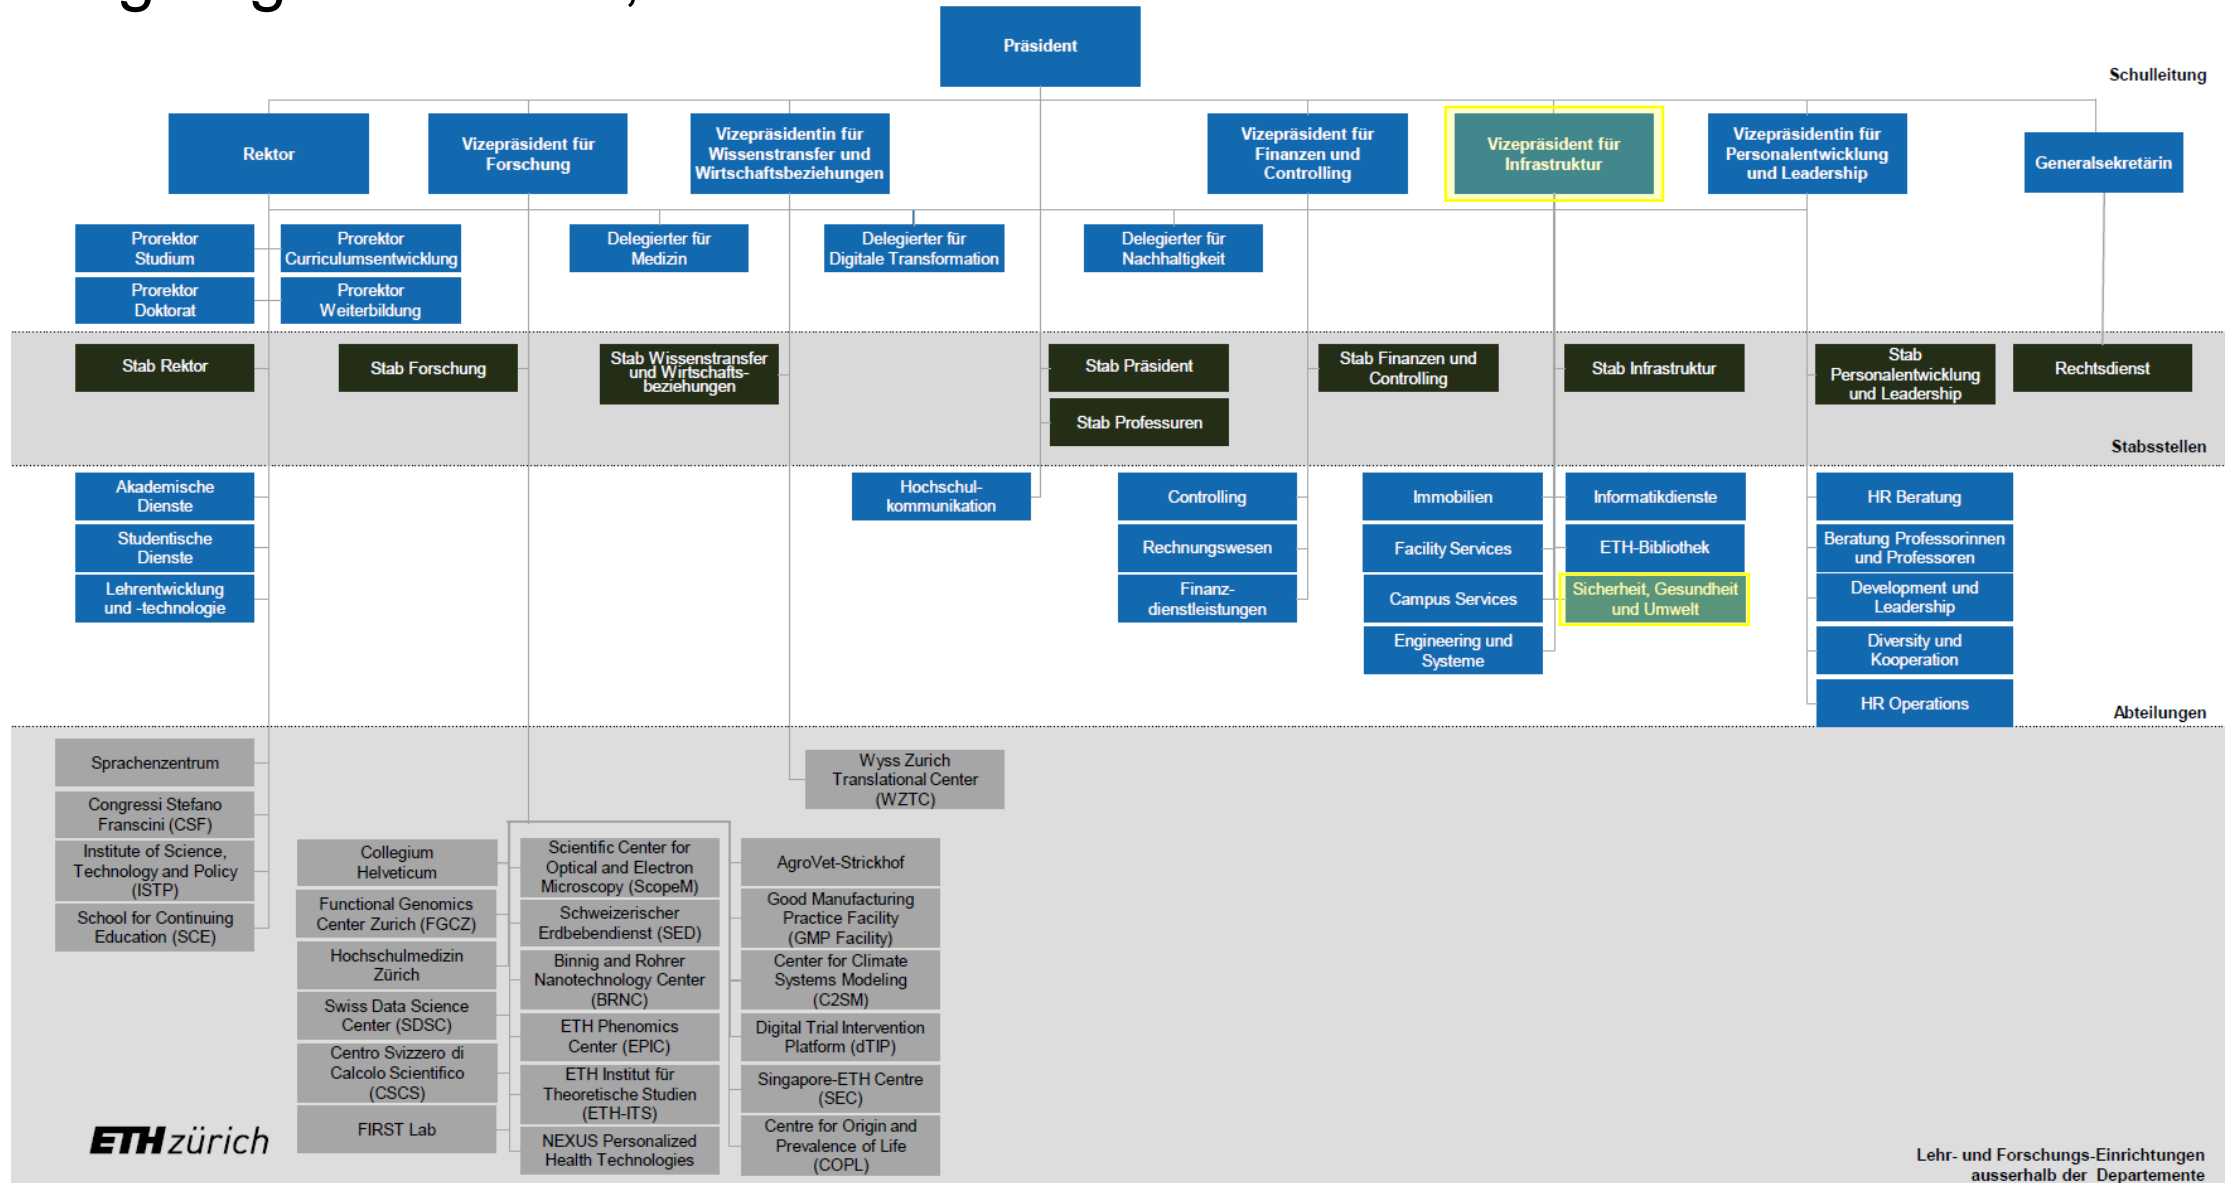 Präsident
Schulleitung
Rektor
Vizepräsident für
Forschung
Vizepräsidentin für
Wissenstransfer und
Wirtschaftsbeziehungen
Vizepräsident für
Finanzen und
Controlling
Vizepräsident für
Infrastruktur
Vizepräsidentin für
Personalentwicklung
und Leadership
Generalsekretärin
Prorektor
Studium
Prorektor
Curriculumsentwicklung
Delegierter für
Medizin
Delegierter für
Digitale Transformation
Delegierter für
Nachhaltigkeit
Prorektor
Doktorat
Prorektor
Weiterbildung
Stab Rektor
Stab Forschung
Stab Wissenstransfer
und Wirtschafts-
beziehungen
Stab Präsident
Stab Finanzen und
Controlling
Stab Infrastruktur
Stab
Personalentwicklung
und Leadership
Rechtsdienst
Stab Professuren
Stabsstellen
Akademische
Dienste
Hochschul-
kommunikation
Controlling
Immobilien
Informatikdienste
HR Beratung
Studentische
Dienste
Rechnungswesen
Facility Services
ETH-Bibliothek
Beratung Professorinnen
und Professoren
Lehrentwicklung
und -technologie
Finanz-
dienstleistungen
Campus Services
Sicherheit, Gesundheit
und Umwelt
Development und
Leadership
Engineering und
Systeme
Diversity und
Kooperation
HR Operations
Abteilungen
Sprachenzentrum
Congressi Stefano
Franscini (CSF)
Institute of Science,
Technology and Policy
(ISTP)
School for Continuing
Education (SCE)
Wyss Zurich
Translational Center
(WZTC)
Collegium
Helveticum
Functional Genomics
Center Zurich (FGCZ)
Hochschulmedizin
Zürich
Swiss Data Science
Center (SDSC)
Centro Svizzero di
Calcolo Scientifico
(CSCS)
FIRST Lab
Scientific Center for
Optical and Electron
Microscopy (ScopeM)
Schweizerischer
Erdbebendienst (SED)
Binnig and Rohrer
Nanotechnology Center
(BRNC)
ETH Phenomics
Center (EPIC)
ETH Institut für
Theoretische Studien
(ETH-ITS)
NEXUS Personalized
Health Technologies
AgroVet-Strickhof
Good Manufacturing
Practice Facility
(GMP Facility)
Center for Climate
Systems Modeling
(C2SM)
Digital Trial Intervention
Platform (dTIP)
Singapore-ETH Centre
(SEC)
Centre for Origin and
Prevalence of Life
(COPL)
ETH zürich
Lehr- und Forschungs-Einrichtungen
ausserhalb der Departemente